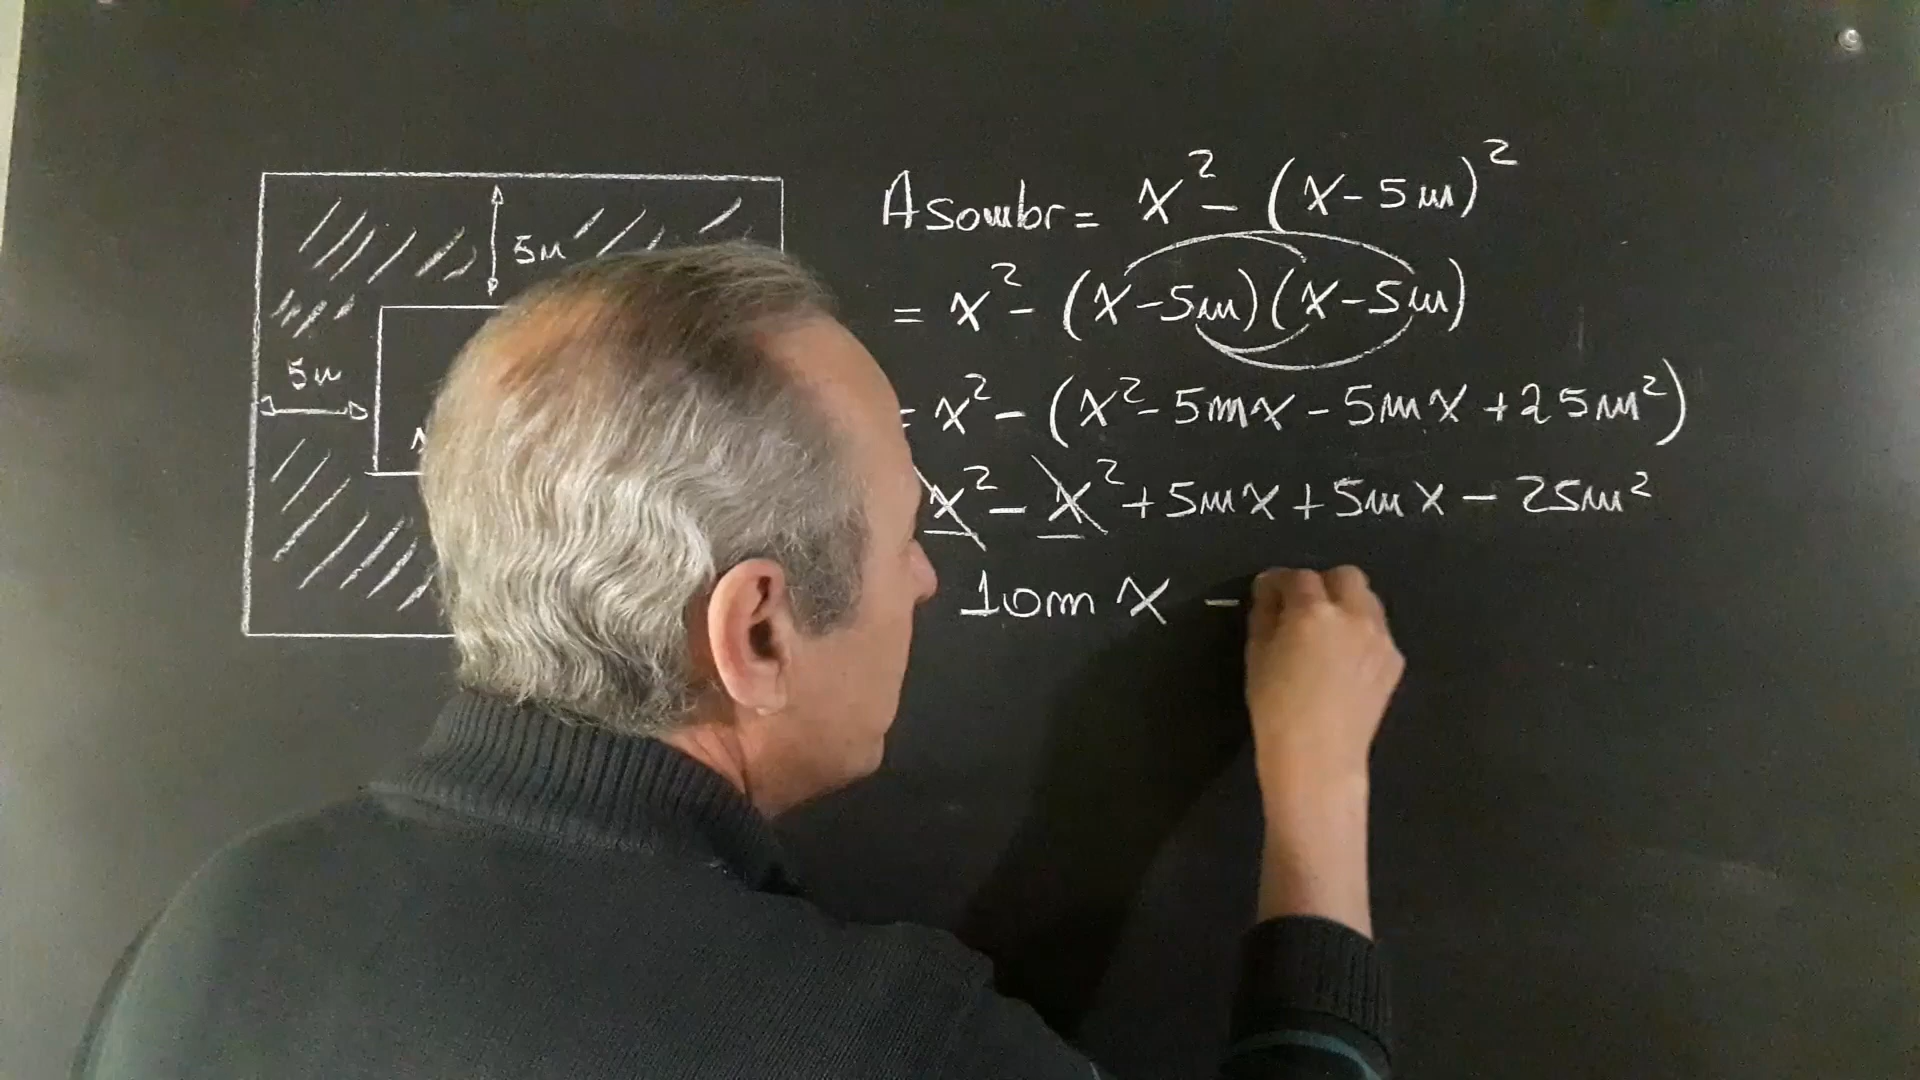 5m
5m
Asombr = x² - (x-5m)²
= x² - (x-5m)(x-5m)
= x² - (x² - 5mx - 5mx + 25m²)
x² - x² + 5mx + 5mx - 25m²
10m x -